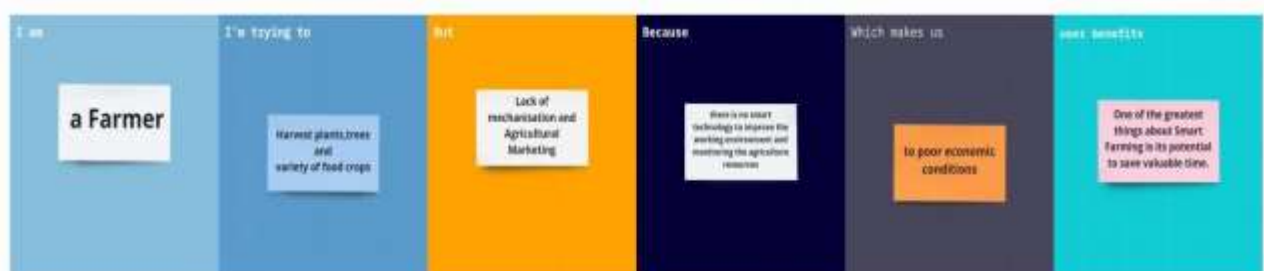 I am
a Farmer
I'm trying to
Harvest plants,trees
and
variety of food crops
But
Lack of
mechanisation and
Agricultural
Marketing
Because
there is no smart
technology to improve the
working environment and
monitoring the agriculture
resources
Which makes us
to poor economic
conditions
user benefits
One of the greatest
things about Smart
Farming is its potential
to save valuable time.